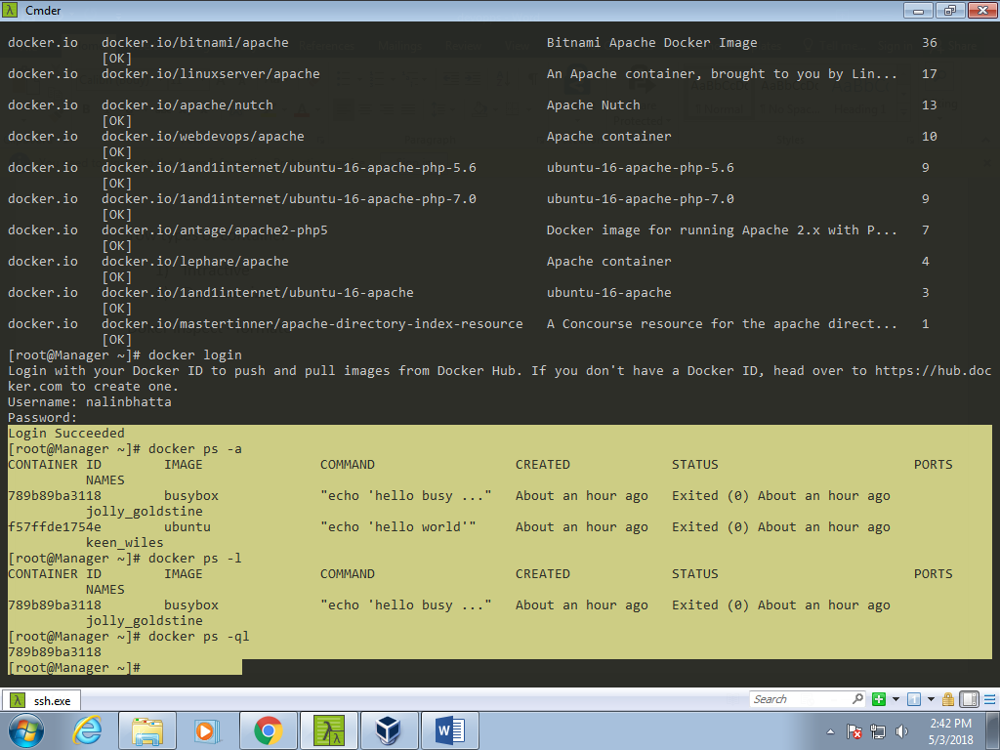 Cmder
docker.io docker.io/bitnami/apache Bitnami Apache Docker Image 36
[OK]
docker.io docker.io/linuxserver/apache An Apache container, brought to you by Lin... 17
docker.io docker.io/apache/nutch Apache Nutch 13
[OK]
docker.io docker.io/webdevops/apache Apache container 10
[OK]
docker.io docker.io/1and1internet/ubuntu-16-apache-php-5.6 ubuntu-16-apache-php-5.6 9
[OK]
docker.io docker.io/1and1internet/ubuntu-16-apache-php-7.0 ubuntu-16-apache-php-7.0 9
[OK]
docker.io docker.io/antage/apache2-php5 Docker image for running Apache 2.x with P... 7
[OK]
docker.io docker.io/lephare/apache Apache container 4
[OK]
docker.io docker.io/1and1internet/ubuntu-16-apache ubuntu-16-apache 3
[OK]
docker.io docker.io/mastertinner/apache-directory-index-resource A Concourse resource for the apache direct... 1
[OK]
[root@Manager ~]# docker login
Login with your Docker ID to push and pull images from Docker Hub. If you don't have a Docker ID, head over to https://hub.doc
ker.com to create one.
Username: nalinbhatta
Password:
Login Succeeded
[root@Manager ~]# docker ps -a
CONTAINER ID IMAGE COMMAND CREATED STATUS PORTS
NAMES
789b89ba3118 busybox "echo 'hello busy ..." About an hour ago Exited (0) About an hour ago
jolly_goldstine
f57ffde1754e ubuntu "echo 'hello world'" About an hour ago Exited (0) About an hour ago
keen_wiles
[root@Manager ~]# docker ps -l
CONTAINER ID IMAGE COMMAND CREATED STATUS PORTS
NAMES
789b89ba3118 busybox "echo 'hello busy ..." About an hour ago Exited (0) About an hour ago
jolly_goldstine
[root@Manager ~]# docker ps -ql
789b89ba3118
[root@Manager ~]#
ssh.exe Search
2:42 PM
5/3/2018